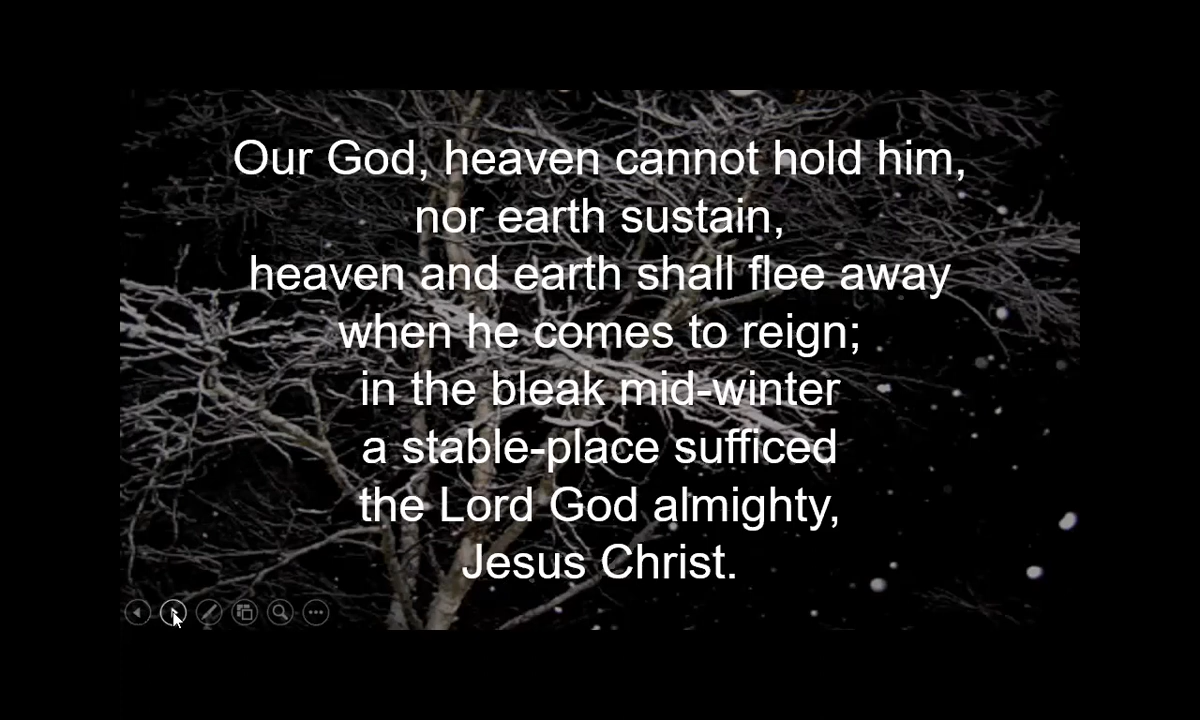 Our God, heaven cannot hold him,
nor earth sustain,
heaven and earth shall flee away
when he comes to reign;
in the bleak mid-winter
a stable-place sufficed
the Lord God almighty,
Jesus Christ.